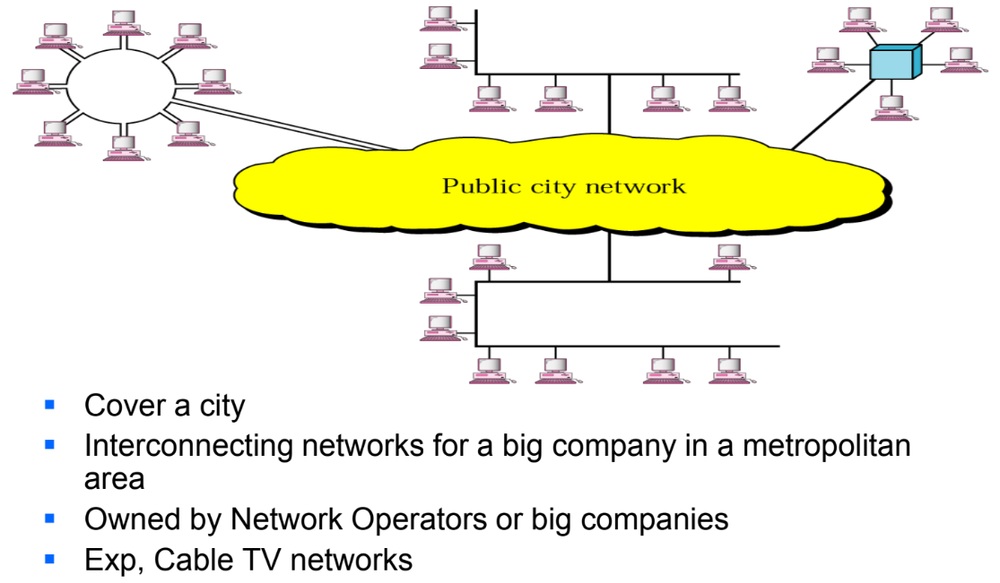 Public city network
Cover a city
Interconnecting networks for a big company in a metropolitan
area
Owned by Network Operators or big companies
Exp, Cable TV networks